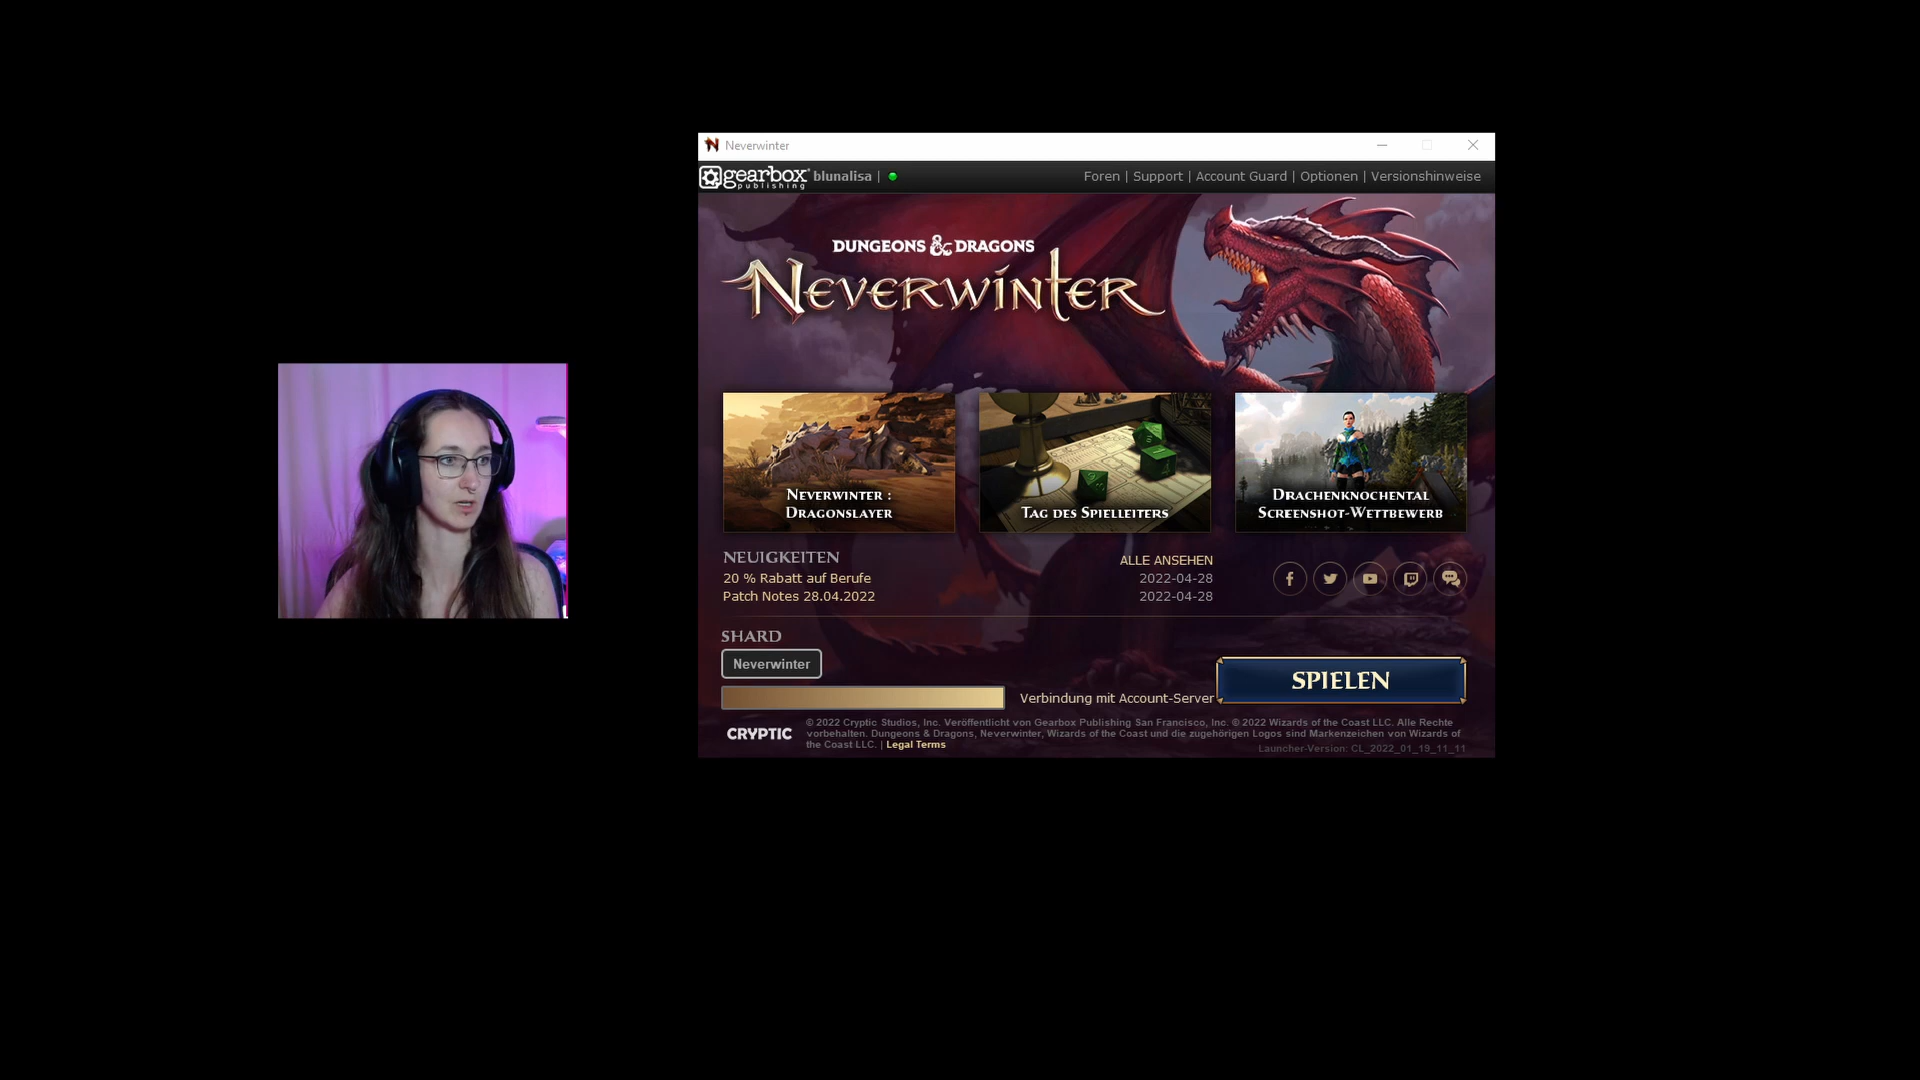 Neverwinter
gearbox publishing blunalisa |
Foren | Support | Account Guard | Optionen | Versionshinweise
DUNGEONS & DRAGONS
NEVERWINTER
NEVERWINTER :
DRAGONSLAYER
TAG DES SPIELLEITERS
DRACHENKNOCHENTAL
SCREENSHOT-WETTBEWERB
NEUIGKEITEN
ALLE ANSEHEN
20 % Rabatt auf Berufe 2022-04-28
Patch Notes 28.04.2022 2022-04-28
SHARD
Neverwinter
SPIELEN
Verbindung mit Account-Server
CRYPTIC
© 2022 Cryptic Studios, Inc. Veröffentlicht von Gearbox Publishing San Francisco, Inc. © 2022 Wizards of the Coast LLC. Alle Rechte
vorbehalten. Dungeons & Dragons, Neverwinter, Wizards of the Coast und die zugehörigen Logos sind Markenzeichen von Wizards of
the Coast LLC. | Legal Terms
Launcher-Version: CL_2022_01_19_11_11